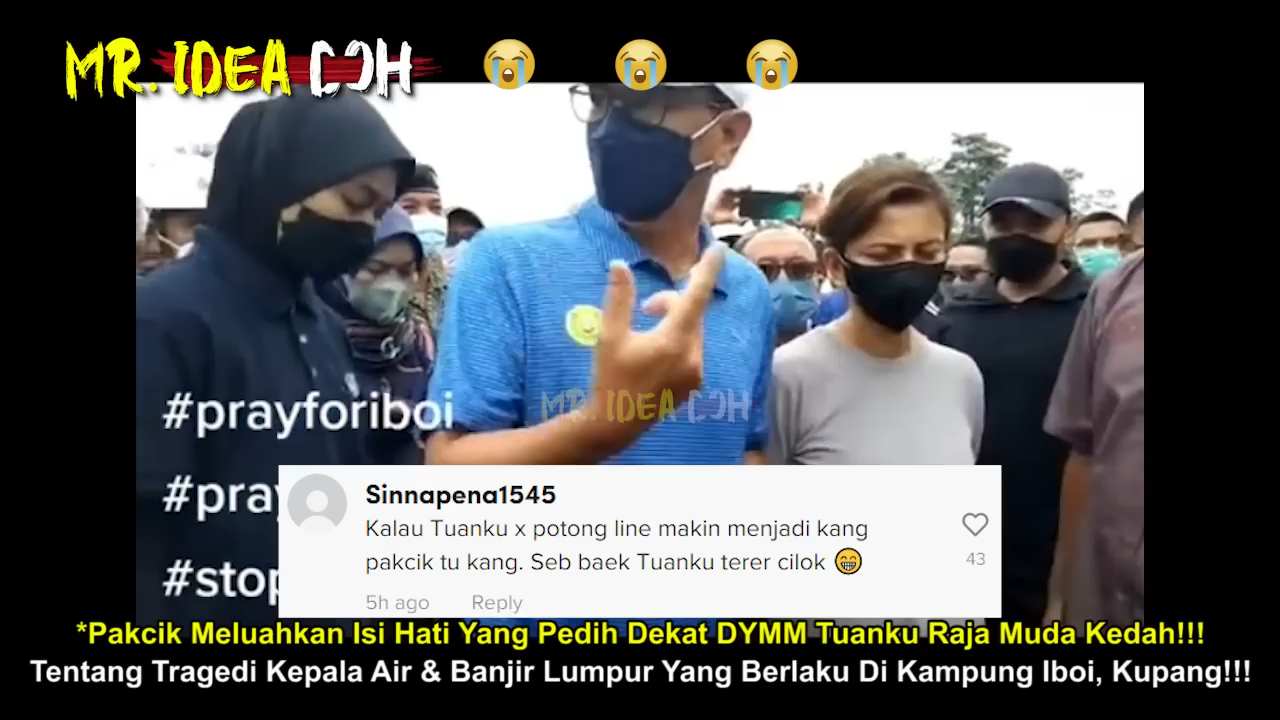 MR. IDEA COH
#prayforiboi
#pray
MR. IDEA COH
#stop
Sinnapena1545
Kalau Tuanku x potong line makin menjadi kang
pakcik tu kang. Seb baek Tuanku terer cilok 😁
43
5h ago Reply
*Pakcik Meluahkan Isi Hati Yang Pedih Dekat DYMM Tuanku Raja Muda Kedah!!!
Tentang Tragedi Kepala Air & Banjir Lumpur Yang Berlaku Di Kampung Iboi, Kupang!!!